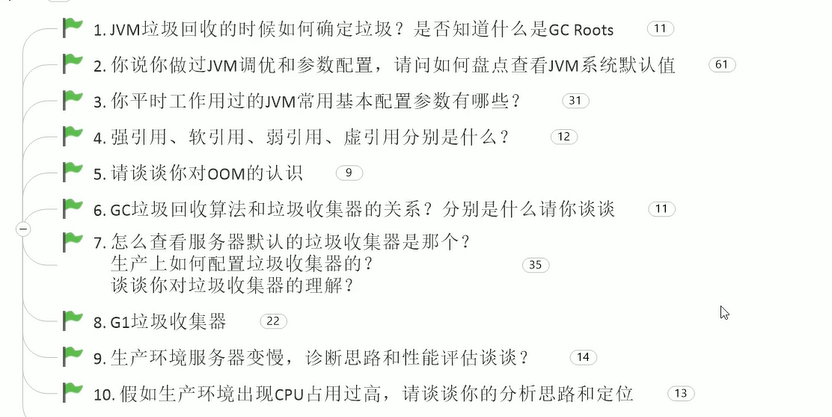 1. JVM垃圾回收的时候如何确定垃圾？是否知道什么是GC Roots 11
2. 你说你做过JVM调优和参数配置，请问如何盘点查看JVM系统默认值 61
3. 你平时工作用过的JVM常用基本配置参数有哪些？ 31
4. 强引用、软引用、弱引用、虚引用分别是什么？ 12
5. 请谈谈你对OOM的认识 9
6. GC垃圾回收算法和垃圾收集器的关系？分别是什么请你谈谈 11
7. 怎么查看服务器默认的垃圾收集器是那个？
生产上如何配置垃圾收集器的？ 35
谈谈你对垃圾收集器的理解？
8. G1垃圾收集器 22
9. 生产环境服务器变慢，诊断思路和性能评估谈谈？ 14
10. 假如生产环境出现CPU占用过高，请谈谈你的分析思路和定位 13